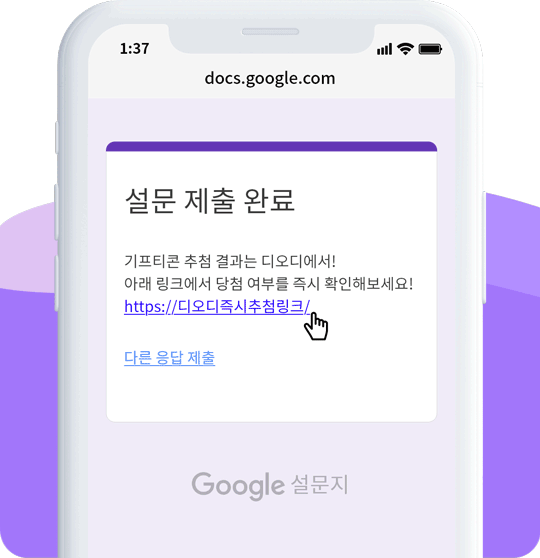 1:37
docs.google.com
설문 제출 완료
기프티콘 추첨 결과는 디오디에서!
아래 링크에서 당첨 여부를 즉시 확인해보세요!
https://디오디즉시추첨링크/
다른 응답 제출
Google 설문지